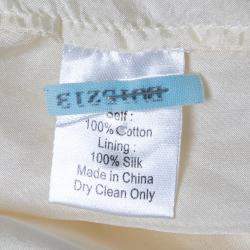 Self :
100% Cotton
Lining :
100% Silk
Made in China
Dry Clean Only